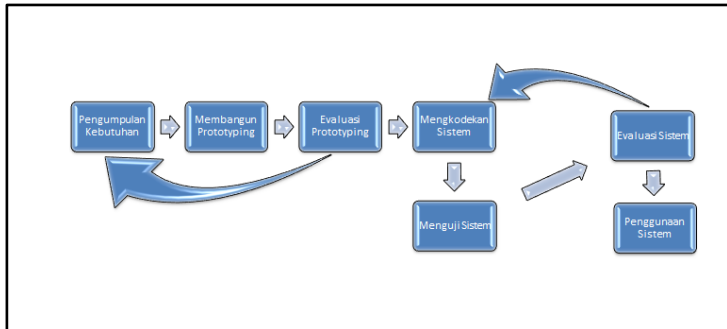 Pengumpulan
Kebutuhan
Membangun
Prototyping
Evaluasi
Prototyping
Mengkodekan
Sistem
Menguji Sistem
Evaluasi Sistem
Penggunaan
Sistem